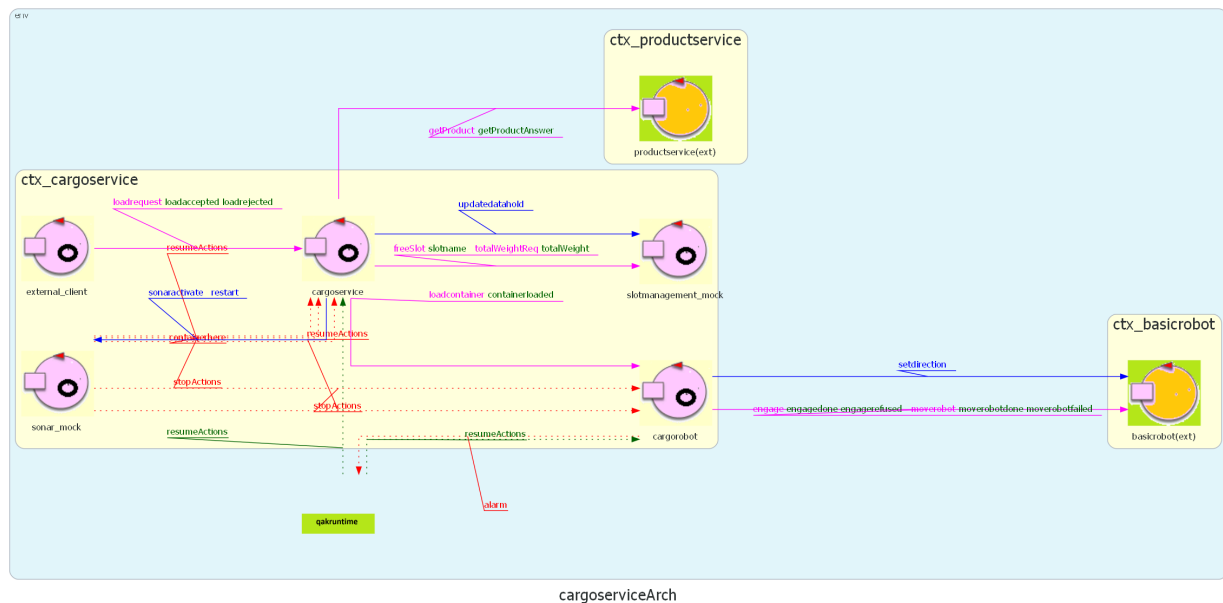 env
ctx_productservice
getProduct getProductAnswer
productservice(ext)
ctx_cargoservice
loadrequest loadaccepted loadrejected
updatedatahold
resumeActions
freeSlot slotname totalWeightReq totalWeight
external_client
cargoservice
slotmanagement_mock
sonaractivate restart
loadcontainer containerloaded
containerhere
resumeActions
ctx_basicrobot
setdirection
stopActions
stopActions
engage engagedone engagerefused moverobot moverobotdone moverobotfailed
sonar_mock
cargorobot
basicrobot(ext)
resumeActions
resumeActions
alarm
qakruntime
cargoserviceArch